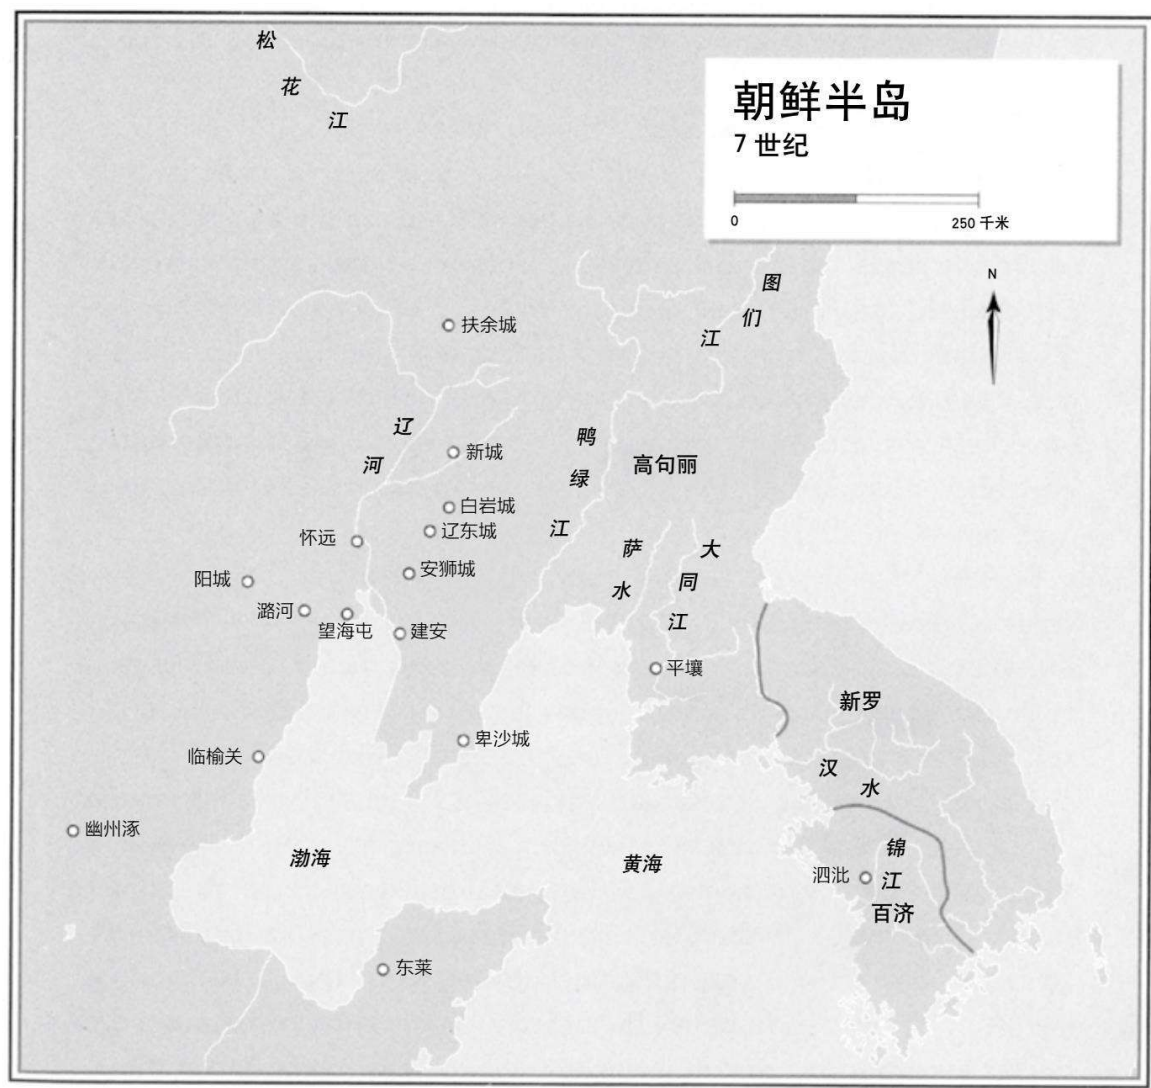 朝鲜半岛
7 世纪
0
250 千米
N
松花江
图们江
扶余城
辽河
鸭绿江
新城
高句丽
白岩城
辽东城
怀远
萨水
大同江
安狮城
阳城
潞河
望海屯
建安
平壤
新罗
卑沙城
临榆关
汉水
幽州涿
渤海
黄海
锦江
泗沘
百济
东莱